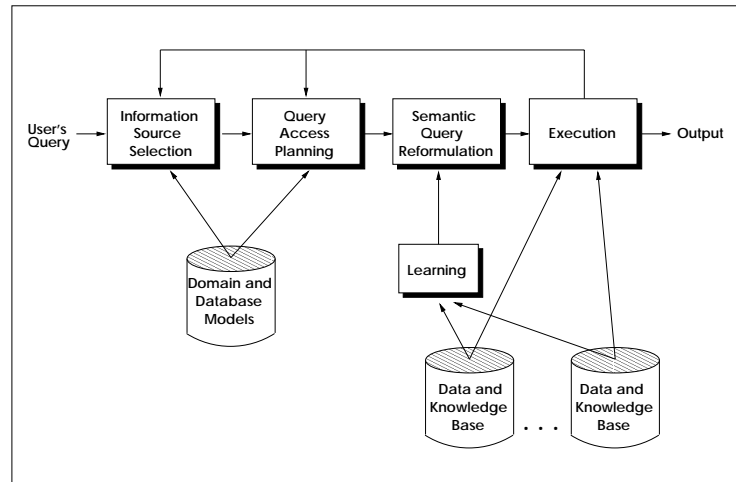 User's
Query
Information
Source
Selection
Query
Access
Planning
Semantic
Query
Reformulation
Execution
Output
Learning
Domain and
Database
Models
Data and
Knowledge
Base
. . .
Data and
Knowledge
Base